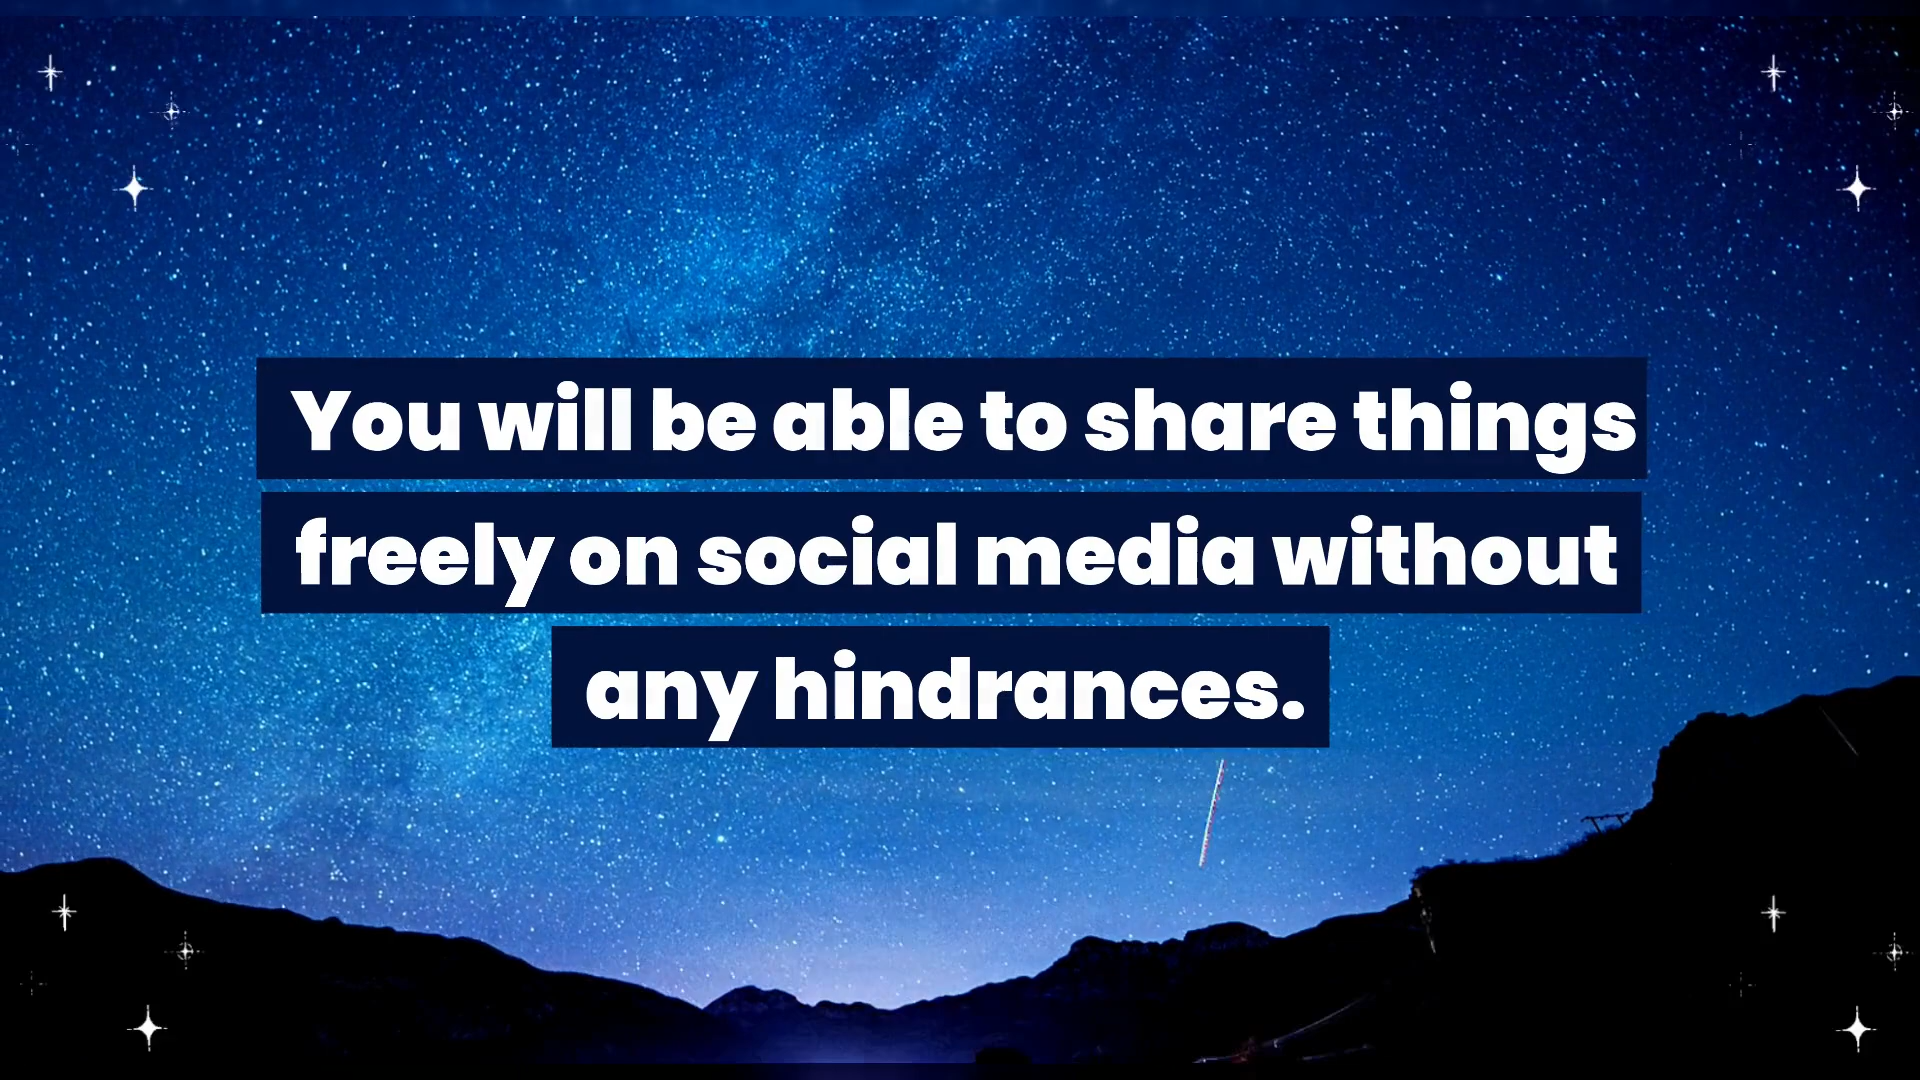 You will be able to share things
freely on social media without
any hindrances.